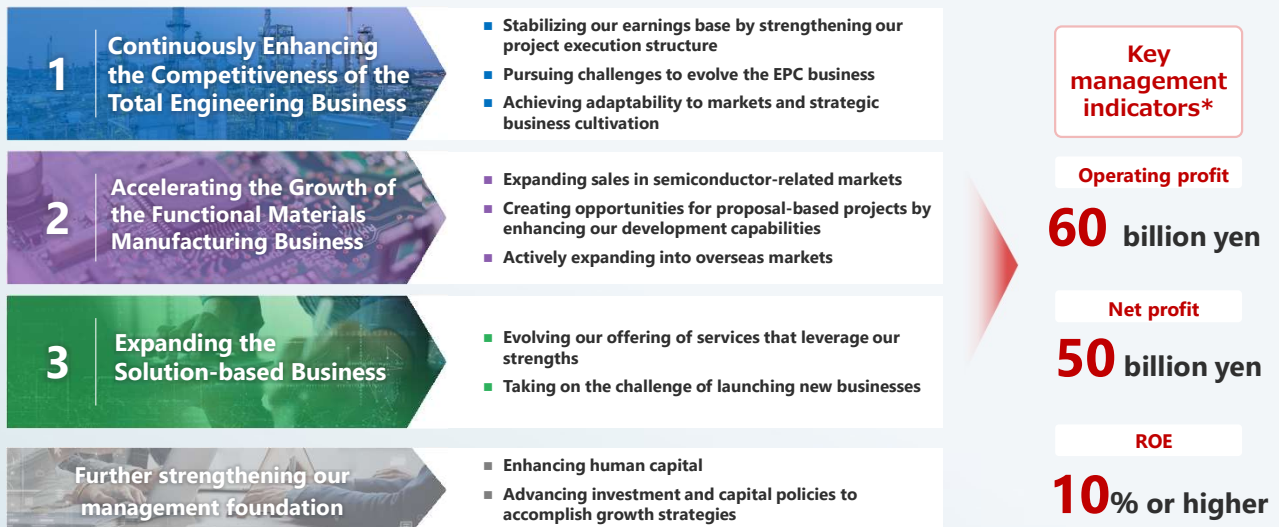 1
Continuously Enhancing
the Competitiveness of the
Total Engineering Business
■ Stabilizing our earnings base by strengthening our
project execution structure
■ Pursuing challenges to evolve the EPC business
■ Achieving adaptability to markets and strategic
business cultivation
2
Accelerating the Growth of
the Functional Materials
Manufacturing Business
■ Expanding sales in semiconductor-related markets
■ Creating opportunities for proposal-based projects by
enhancing our development capabilities
■ Actively expanding into overseas markets
3
Expanding the
Solution-based Business
■ Evolving our offering of services that leverage our
strengths
■ Taking on the challenge of launching new businesses
Further strengthening our
management foundation
■ Enhancing human capital
■ Advancing investment and capital policies to
accomplish growth strategies
Key
management
indicators*
Operating profit
60 billion yen
Net profit
50 billion yen
ROE
10% or higher